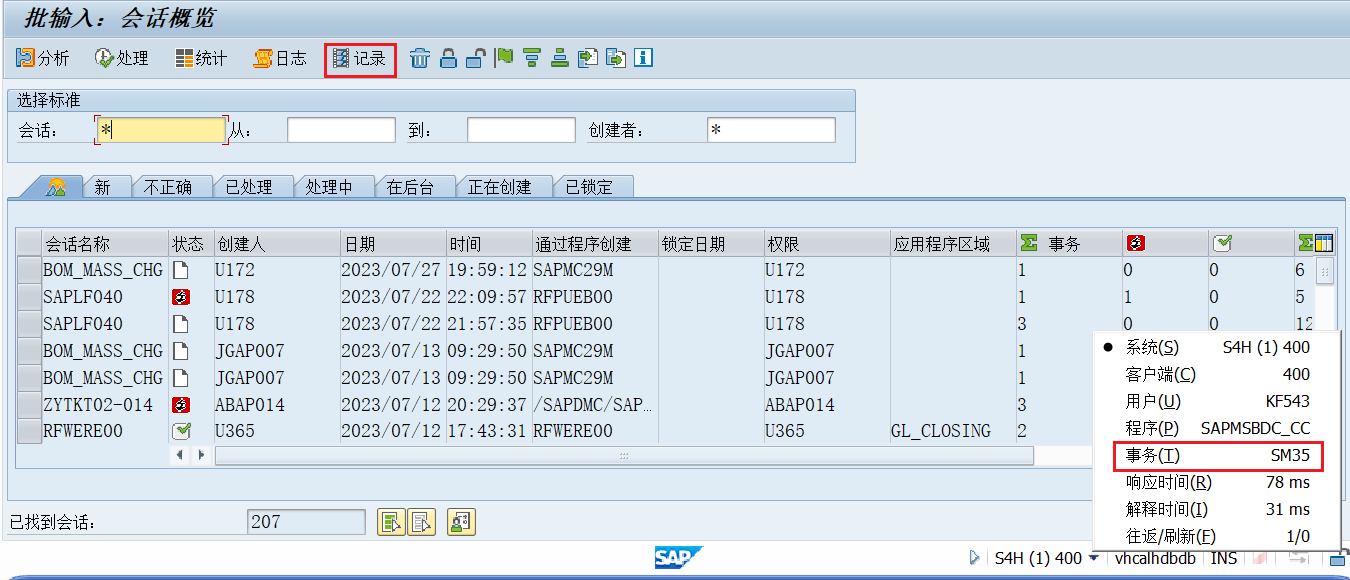 批输入：会话概览
分析 处理 统计 日志 记录
选择标准
会话： * 从： 到： 创建者： *
新 不正确 已处理 处理中 在后台 正在创建 已锁定
会话名称 状态 创建人 日期 时间 通过程序创建 锁定日期 权限 应用程序区域 事务
BOM_MASS_CHG U172 2023/07/27 19:59:12 SAPMC29M U172 1 0 0 6
SAPLF040 U178 2023/07/22 22:09:57 RFPUEB00 U178 1 1 0 5
SAPLF040 U178 2023/07/22 21:57:35 RFPUEB00 U178 3 0 0 12
BOM_MASS_CHG JGAP007 2023/07/13 09:29:50 SAPMC29M JGAP007 1
BOM_MASS_CHG JGAP007 2023/07/13 09:29:50 SAPMC29M JGAP007 1
ZYTKT02-014 ABAP014 2023/07/12 20:29:37 /SAPDMC/SAP… ABAP014 3
RFWERE00 U365 2023/07/12 17:43:31 RFWERE00 U365 GL_CLOSING 2
系统(S) S4H (1) 400
客户端(C) 400
用户(U) KF543
程序(P) SAPMSBDC_CC
事务(T) SM35
响应时间(R) 78 ms
解释时间(I) 31 ms
往返/刷新(F) 1/0
已找到会话： 207
SAP S4H (1) 400 vhcalhdbdb INS